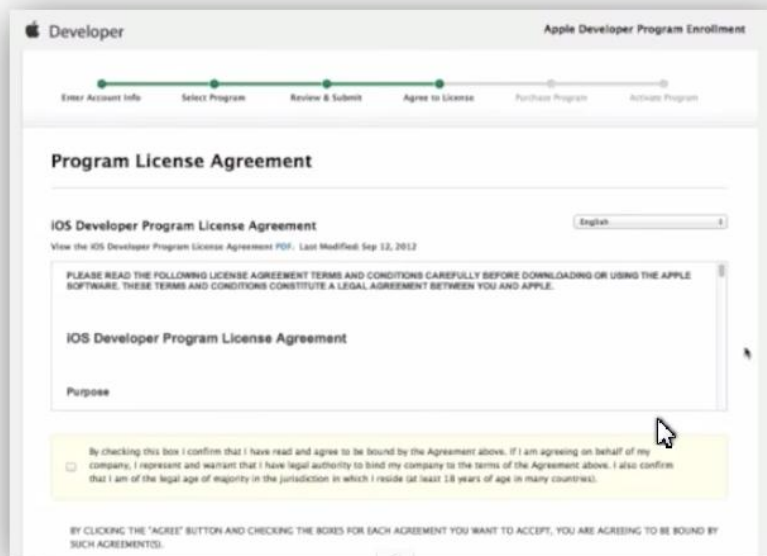 Developer
Apple Developer Program Enrollment
Enter Account Info
Select Program
Review & Submit
Agree to License
Purchase Program
Activate Program
Program License Agreement
iOS Developer Program License Agreement
English
View the iOS Developer Program License Agreement PDF. Last Modified: Sep 12, 2012
PLEASE READ THE FOLLOWING LICENSE AGREEMENT TERMS AND CONDITIONS CAREFULLY BEFORE DOWNLOADING OR USING THE APPLE
SOFTWARE. THESE TERMS AND CONDITIONS CONSTITUTE A LEGAL AGREEMENT BETWEEN YOU AND APPLE.
iOS Developer Program License Agreement
Purpose
By checking this box I confirm that I have read and agree to be bound by the Agreement above. If I am agreeing on behalf of my
company, I represent and warrant that I have legal authority to bind my company to the terms of the Agreement above. I also confirm
that I am of the legal age of majority in the jurisdiction in which I reside (at least 18 years of age in many countries).
BY CLICKING THE "AGREE" BUTTON AND CHECKING THE BOXES FOR EACH AGREEMENT YOU WANT TO ACCEPT, YOU ARE AGREEING TO BE BOUND BY
SUCH AGREEMENT(S).